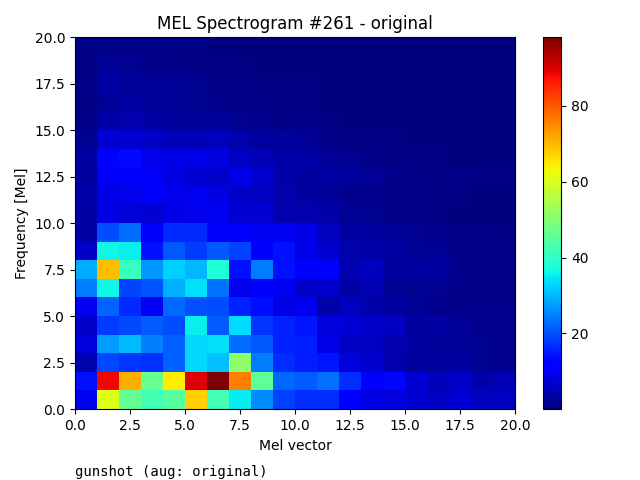 MEL Spectrogram #261 - original
20.0
17.5
15.0
12.5
10.0
7.5
5.0
2.5
0.0
Frequency [Mel]
0.0 2.5 5.0 7.5 10.0 12.5 15.0 17.5 20.0
Mel vector
80
60
40
20
gunshot (aug: original)